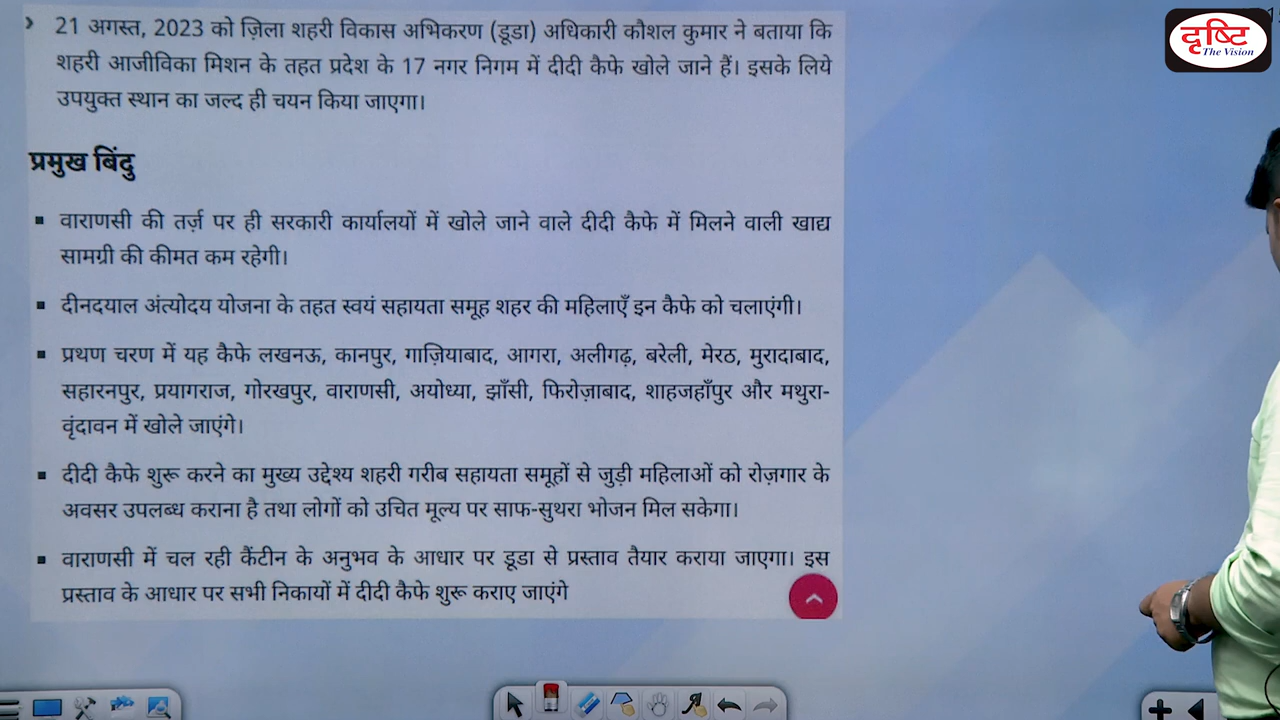 21 अगस्त, 2023 को ज़िला शहरी विकास अभिकरण (डूडा) अधिकारी कौशल कुमार ने बताया कि
शहरी आजीविका मिशन के तहत प्रदेश के 17 नगर निगम में दीदी कैफे खोले जाने हैं। इसके लिये
उपयुक्त स्थान का जल्द ही चयन किया जाएगा।
प्रमुख बिंदु
वाराणसी की तर्ज़ पर ही सरकारी कार्यालयों में खोले जाने वाले दीदी कैफे में मिलने वाली खाद्य
सामग्री की कीमत कम रहेगी।
दीनदयाल अंत्योदय योजना के तहत स्वयं सहायता समूह शहर की महिलाएँ इन कैफे को चलाएंगी।
प्रथण चरण में यह कैफे लखनऊ, कानपुर, गाज़ियाबाद, आगरा, अलीगढ़, बरेली, मेरठ, मुरादाबाद,
सहारनपुर, प्रयागराज, गोरखपुर, वाराणसी, अयोध्या, झाँसी, फिरोज़ाबाद, शाहजहाँपुर और मथुरा-
वृंदावन में खोले जाएंगे।
दीदी कैफे शुरू करने का मुख्य उद्देश्य शहरी गरीब सहायता समूहों से जुड़ी महिलाओं को रोज़गार के
अवसर उपलब्ध कराना है तथा लोगों को उचित मूल्य पर साफ-सुथरा भोजन मिल सकेगा।
वाराणसी में चल रही कैंटीन के अनुभव के आधार पर डूडा से प्रस्ताव तैयार कराया जाएगा। इस
प्रस्ताव के आधार पर सभी निकायों में दीदी कैफे शुरू कराए जाएंगे
दृष्टि
The Vision